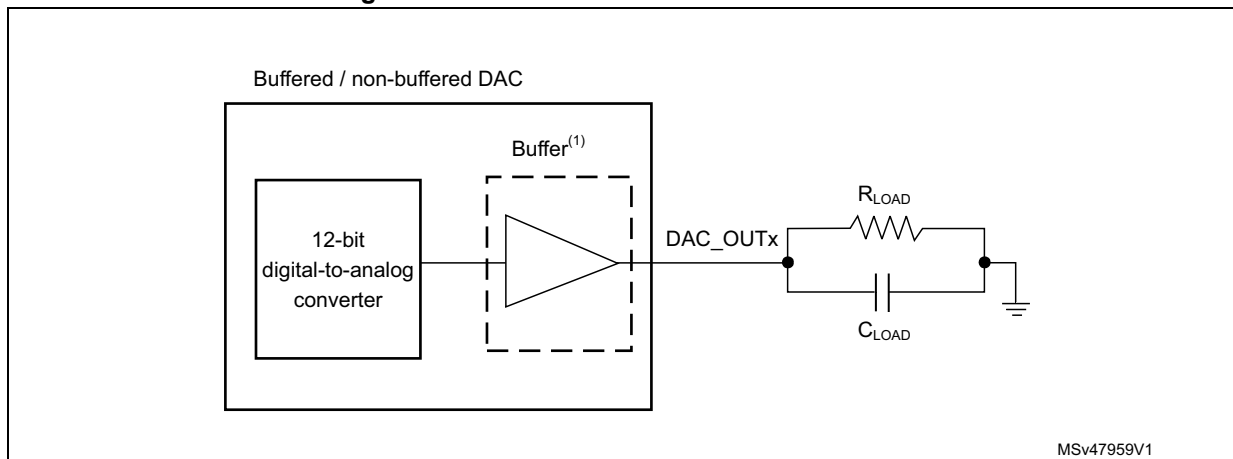 Buffered / non-buffered DAC
Buffer(1)
12-bit
digital-to-analog
converter
DAC_OUTx
RLOAD
CLOAD
MSv47959V1